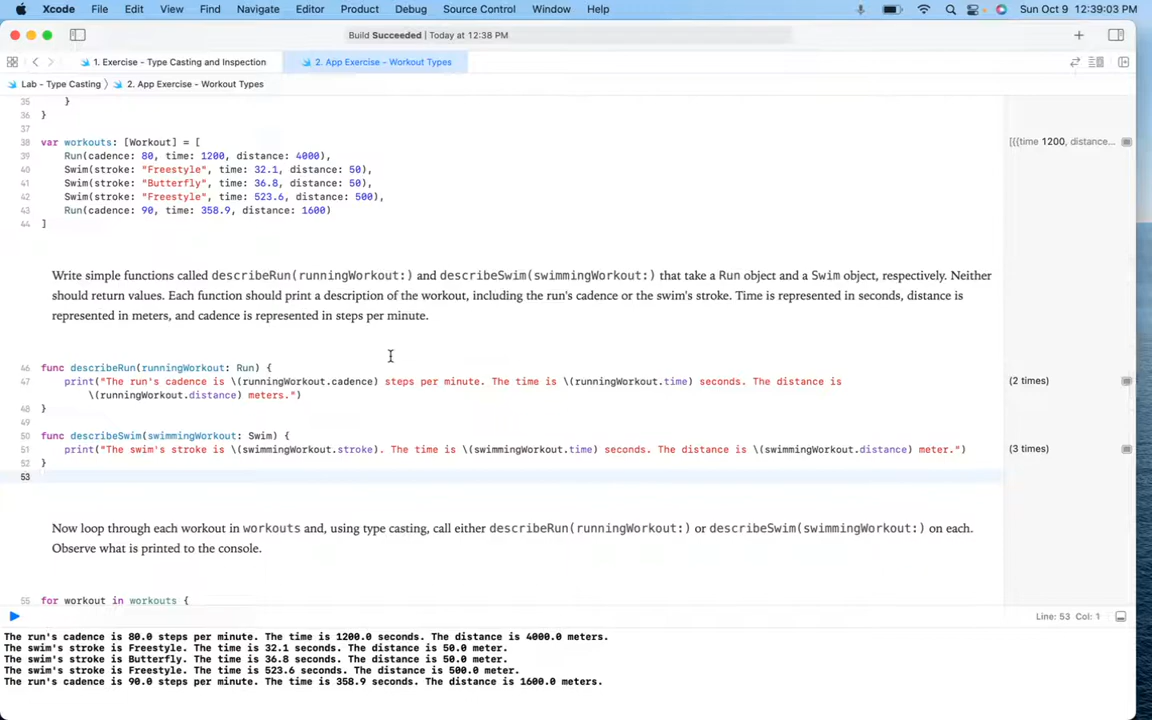 Xcode File Edit View Find Navigate Editor Product Debug Source Control Window Help Sun Oct 9 12:39:03 PM
Build Succeeded | Today at 12:38 PM
1. Exercise - Type Casting and Inspection 2. App Exercise - Workout Types
Lab - Type Casting 〉 2. App Exercise - Workout Types
35 }
36 }
37
38 var workouts: [Workout] = [ [{{time 1200, distance...
39 Run(cadence: 80, time: 1200, distance: 4000),
40 Swim(stroke: "Freestyle", time: 32.1, distance: 50),
41 Swim(stroke: "Butterfly", time: 36.8, distance: 50),
42 Swim(stroke: "Freestyle", time: 523.6, distance: 500),
43 Run(cadence: 90, time: 358.9, distance: 1600)
44 ]
Write simple functions called describeRun(runningWorkout:) and describeSwim(swimmingWorkout:) that take a Run object and a Swim object, respectively. Neither
should return values. Each function should print a description of the workout, including the run's cadence or the swim's stroke. Time is represented in seconds, distance is
represented in meters, and cadence is represented in steps per minute.
46 func describeRun(runningWorkout: Run) {
47 print("The run's cadence is \(runningWorkout.cadence) steps per minute. The time is \(runningWorkout.time) seconds. The distance is (2 times)
\(runningWorkout.distance) meters.")
48 }
49
50 func describeSwim(swimmingWorkout: Swim) {
51 print("The swim's stroke is \(swimmingWorkout.stroke). The time is \(swimmingWorkout.time) seconds. The distance is \(swimmingWorkout.distance) meter.") (3 times)
52 }
53
Now loop through each workout in workouts and, using type casting, call either describeRun(runningWorkout:) or describeSwim(swimmingWorkout:) on each.
Observe what is printed to the console.
55 for workout in workouts {
Line: 53 Col: 1
The run's cadence is 80.0 steps per minute. The time is 1200.0 seconds. The distance is 4000.0 meters.
The swim's stroke is Freestyle. The time is 32.1 seconds. The distance is 50.0 meter.
The swim's stroke is Butterfly. The time is 36.8 seconds. The distance is 50.0 meter.
The swim's stroke is Freestyle. The time is 523.6 seconds. The distance is 500.0 meter.
The run's cadence is 90.0 steps per minute. The time is 358.9 seconds. The distance is 1600.0 meters.